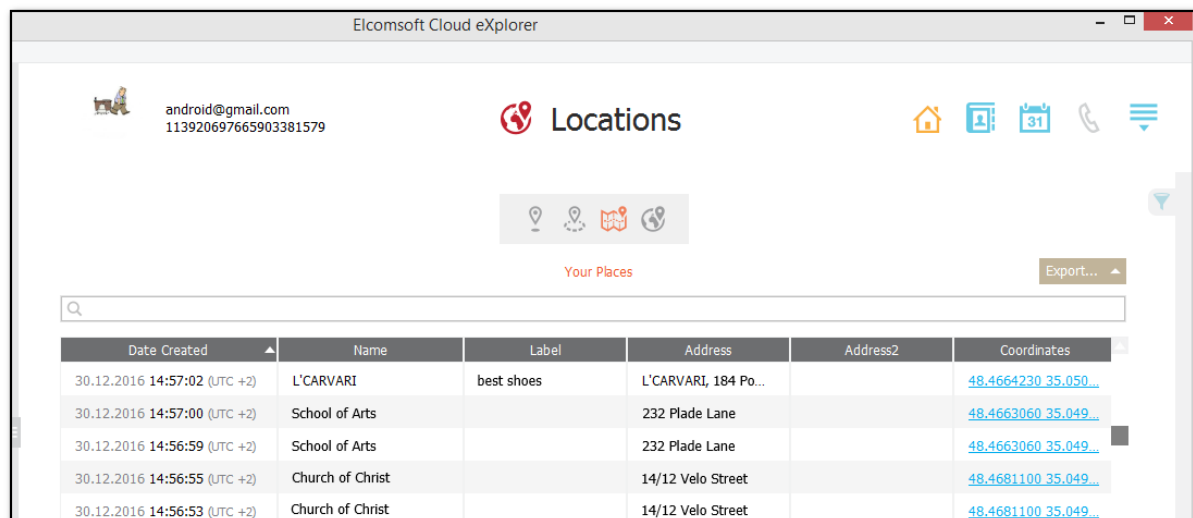 Elcomsoft Cloud eXplorer
android@gmail.com
113920697665903381579
Locations
31
Your Places
Export...
Date Created Name Label Address Address2 Coordinates
30.12.2016 14:57:02 (UTC +2) L'CARVARI best shoes L'CARVARI, 184 Po... 48.4664230 35.050...
30.12.2016 14:57:00 (UTC +2) School of Arts 232 Plade Lane 48.4663060 35.049...
30.12.2016 14:56:59 (UTC +2) School of Arts 232 Plade Lane 48.4663060 35.049...
30.12.2016 14:56:55 (UTC +2) Church of Christ 14/12 Velo Street 48.4681100 35.049...
30.12.2016 14:56:53 (UTC +2) Church of Christ 14/12 Velo Street 48.4681100 35.049...